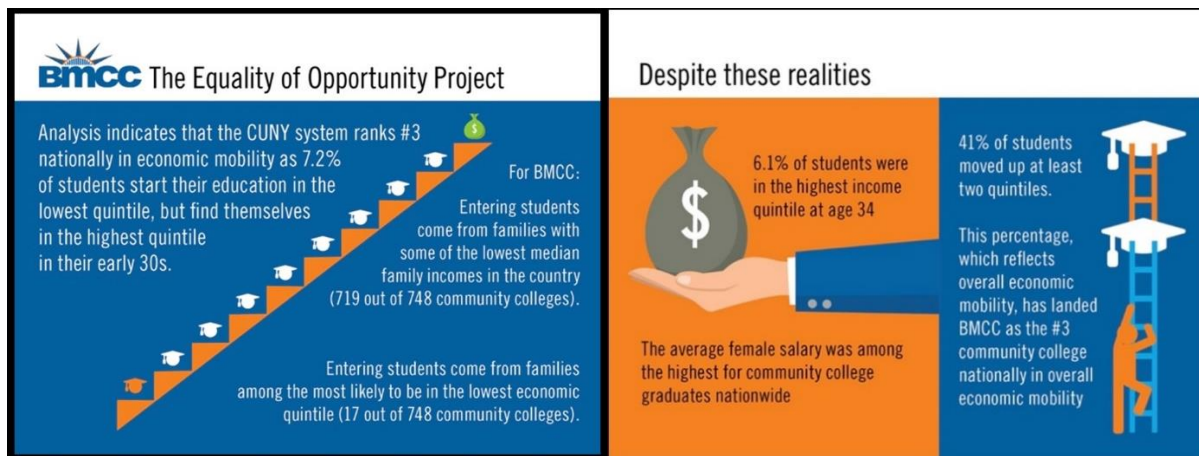 BMCC The Equality of Opportunity Project
Analysis indicates that the CUNY system ranks #3
nationally in economic mobility as 7.2%
of students start their education in the
lowest quintile, but find themselves
in the highest quintile
in their early 30s.
$
For BMCC:
Entering students
come from families with
some of the lowest median
family incomes in the country
(719 out of 748 community colleges).
Entering students come from families
among the most likely to be in the lowest economic
quintile (17 out of 748 community colleges).
Despite these realities
$
6.1% of students were
in the highest income
quintile at age 34
The average female salary was among
the highest for community college
graduates nationwide
41% of students
moved up at least
two quintiles.
This percentage,
which reflects
overall economic
mobility, has landed
BMCC as the #3
community college
nationally in overall
economic mobility